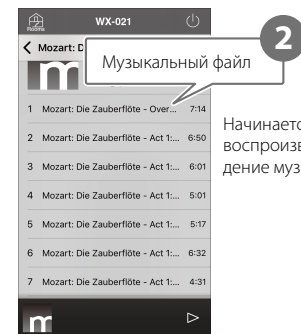 Rooms
WX-021
2
Mozart: D
Музыкальный файл
m
1 Mozart: Die Zauberflöte - Over... 7:14
2 Mozart: Die Zauberflöte - Act 1:... 6:50
3 Mozart: Die Zauberflöte - Act 1:... 6:01
4 Mozart: Die Zauberflöte - Act 1:... 5:01
5 Mozart: Die Zauberflöte - Act 1:... 5:17
6 Mozart: Die Zauberflöte - Act 1:... 6:32
7 Mozart: Die Zauberflöte - Act 1:... 4:31
m
Начинаетс
воспроизв
дение муз